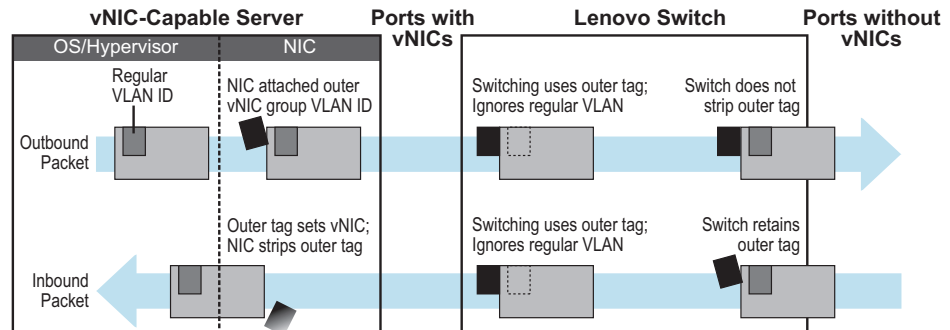 vNIC-Capable Server
Ports with
vNICs
Lenovo Switch
Ports without
vNICs
OS/Hypervisor
NIC
Regular
VLAN ID
NIC attached outer
vNIC group VLAN ID
Switching uses outer tag;
Ignores regular VLAN
Switch does not
strip outer tag
Outbound
Packet
Outer tag sets vNIC;
NIC strips outer tag
Switching uses outer tag;
Ignores regular VLAN
Switch retains
outer tag
Inbound
Packet